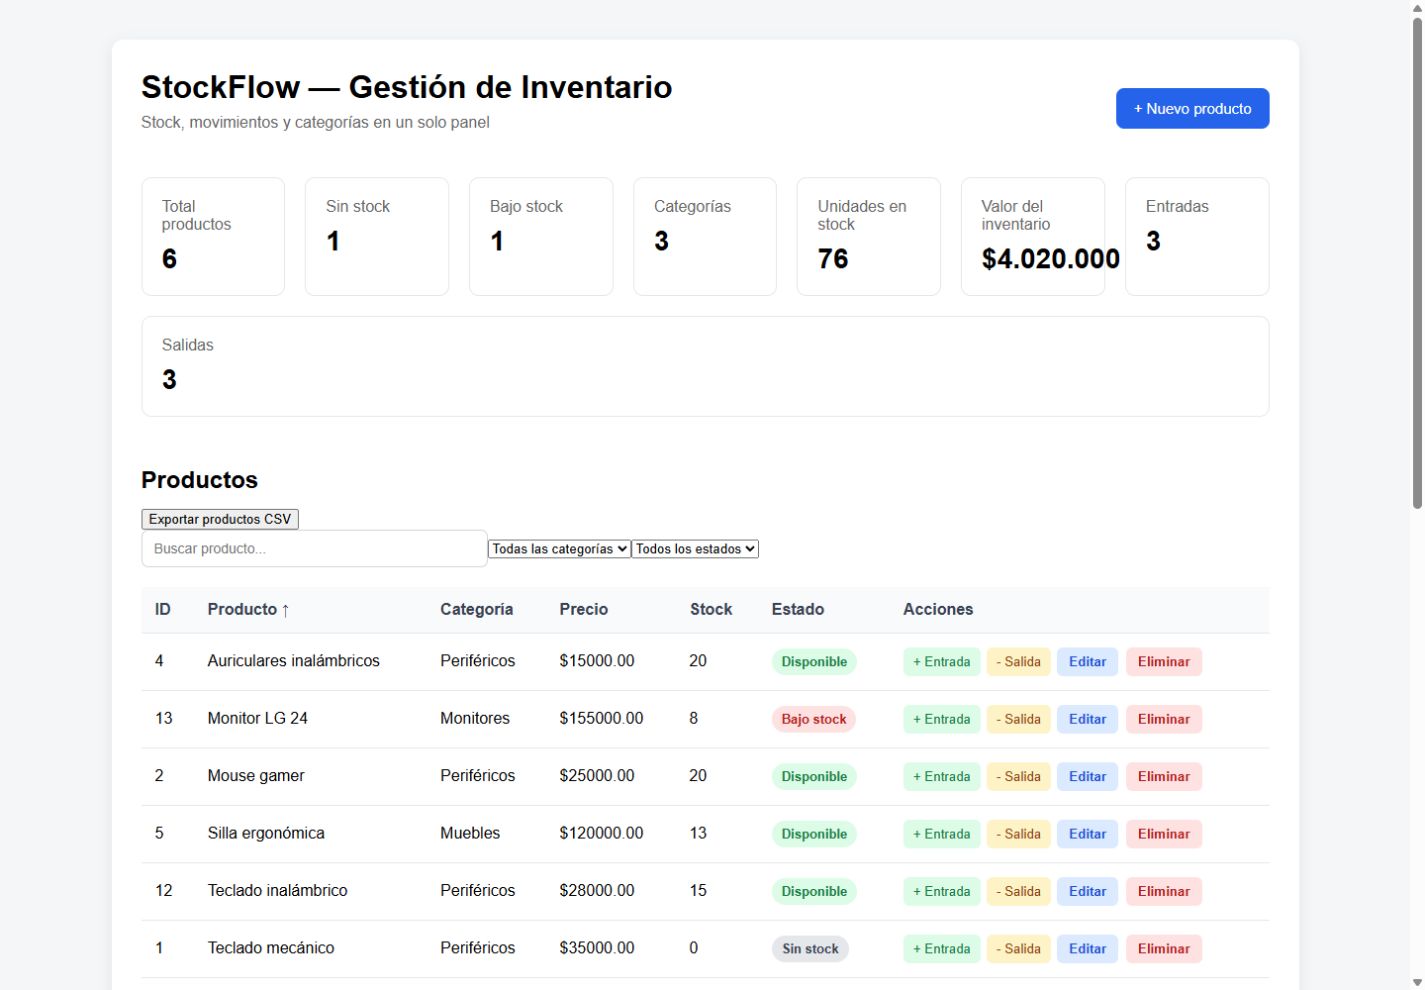 StockFlow — Gestión de Inventario
Stock, movimientos y categorías en un solo panel
+ Nuevo producto
Total
productos
6
Sin stock
1
Bajo stock
1
Categorías
3
Unidades en
stock
76
Valor del
inventario
$4.020.000
Entradas
3
Salidas
3
Productos
Exportar productos CSV
Buscar producto... Todas las categorías Todos los estados
ID Producto ↑ Categoría Precio Stock Estado Acciones
4 Auriculares inalámbricos Periféricos $15000.00 20 Disponible + Entrada - Salida Editar Eliminar
13 Monitor LG 24 Monitores $155000.00 8 Bajo stock + Entrada - Salida Editar Eliminar
2 Mouse gamer Periféricos $25000.00 20 Disponible + Entrada - Salida Editar Eliminar
5 Silla ergonómica Muebles $120000.00 13 Disponible + Entrada - Salida Editar Eliminar
12 Teclado inalámbrico Periféricos $28000.00 15 Disponible + Entrada - Salida Editar Eliminar
1 Teclado mecánico Periféricos $35000.00 0 Sin stock + Entrada - Salida Editar Eliminar